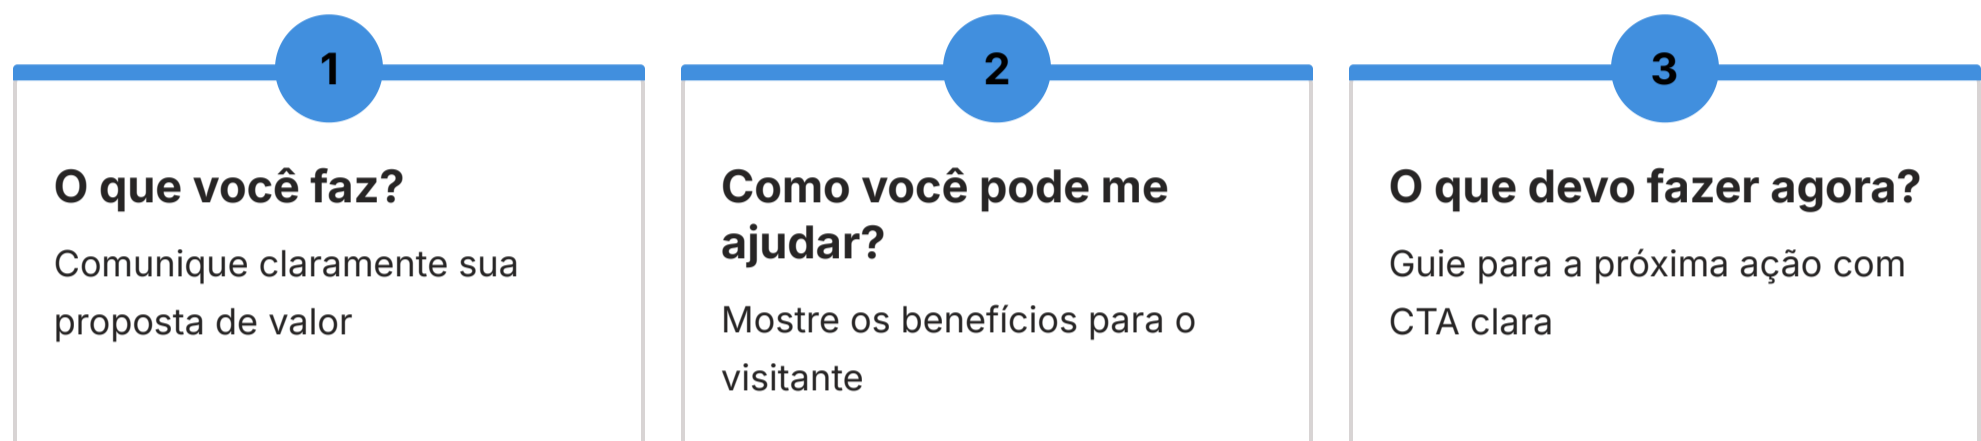 1
O que você faz?
Comunique claramente sua
proposta de valor
2
Como você pode me
ajudar?
Mostre os benefícios para o
visitante
3
O que devo fazer agora?
Guie para a próxima ação com
CTA clara